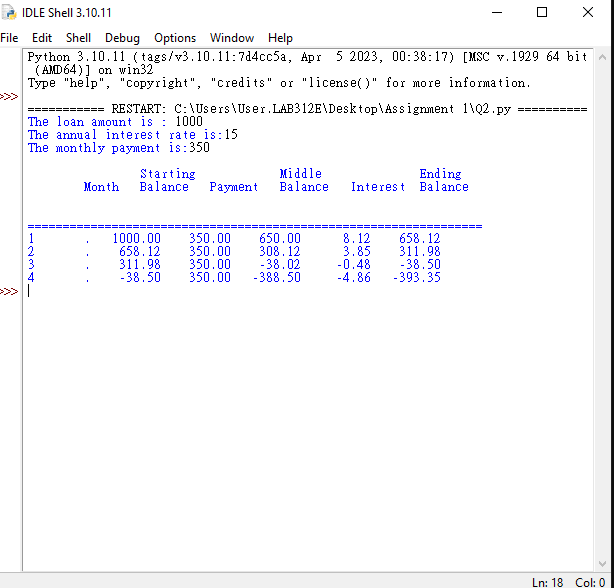 IDLE Shell 3.10.11
File Edit Shell Debug Options Window Help
Python 3.10.11 (tags/v3.10.11:7d4cc5a, Apr  5 2023, 00:38:17) [MSC v.1929 64 bit
 (AMD64)] on win32
Type "help", "copyright", "credits" or "license()" for more information.
>>>
=========== RESTART: C:\Users\User.LAB312E\Desktop\Assignment 1\Q2.py ==========
The loan amount is : 1000
The annual interest rate is:15
The monthly payment is:350
                Starting            Middle              Ending
        Month   Balance   Payment   Balance   Interest  Balance
=================================================================
1       .   1000.00   350.00    650.00      8.12    658.12
2       .    658.12   350.00    308.12      3.85    311.98
3       .    311.98   350.00    -38.02     -0.48    -38.50
4       .    -38.50   350.00   -388.50     -4.86   -393.35
>>>
Ln: 18 Col: 0